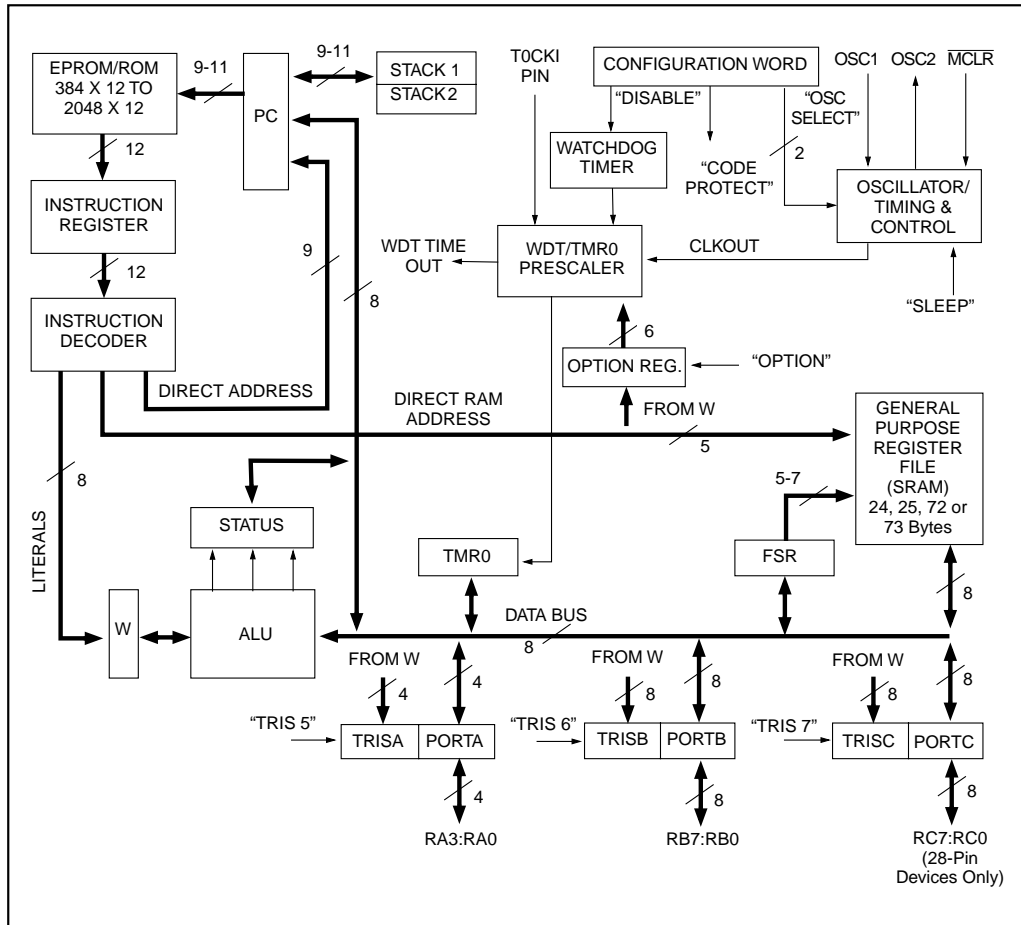 EPROM/ROM
384 X 12 TO
2048 X 12
9-11
PC
9-11
STACK 1
STACK2
T0CKI
PIN
CONFIGURATION WORD
“DISABLE”
“OSC
SELECT”
OSC1
OSC2
MCLR
WATCHDOG
TIMER
“CODE
PROTECT”
2
12
INSTRUCTION
REGISTER
OSCILLATOR/
TIMING &
CONTROL
9
8
WDT TIME
OUT
WDT/TMR0
PRESCALER
CLKOUT
12
“SLEEP”
INSTRUCTION
DECODER
6
OPTION REG.
“OPTION”
DIRECT ADDRESS
DIRECT RAM
ADDRESS
FROM W
5
GENERAL
PURPOSE
REGISTER
FILE
(SRAM)
24, 25, 72 or
73 Bytes
8
LITERALS
5-7
STATUS
TMR0
FSR
8
W
ALU
DATA BUS
8
FROM W
4
4
FROM W
8
8
FROM W
8
8
“TRIS 5”
TRISA
PORTA
“TRIS 6”
TRISB
PORTB
“TRIS 7”
TRISC
PORTC
4
8
8
RA3:RA0
RB7:RB0
RC7:RC0
(28-Pin
Devices Only)